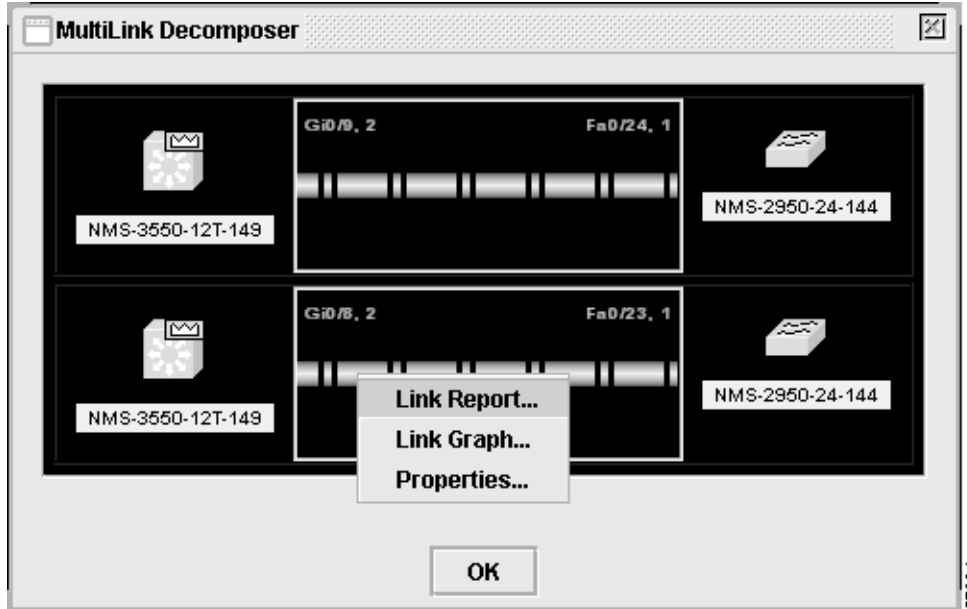 MultiLink Decomposer
Gi0/9, 2
Fa0/24, 1
NMS-3550-12T-149
NMS-2950-24-144
Gi0/8, 2
Fa0/23, 1
NMS-3550-12T-149
NMS-2950-24-144
Link Report...
Link Graph...
Properties...
OK